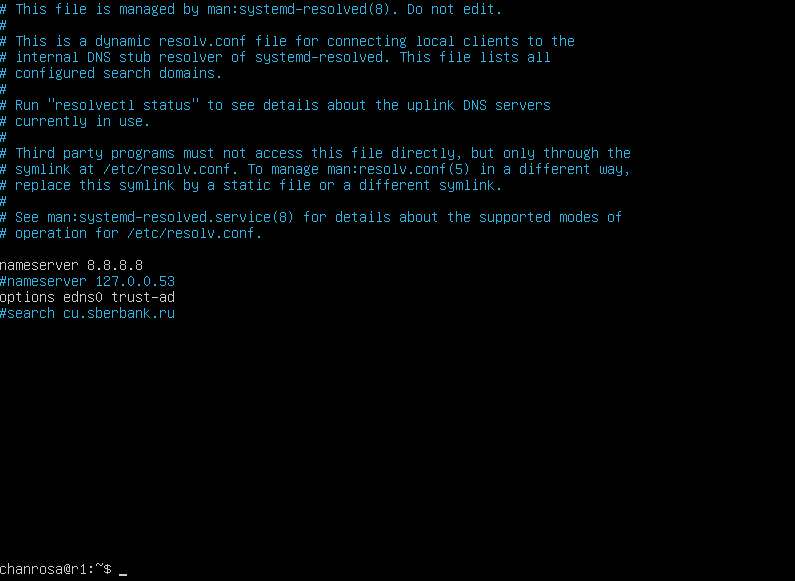 # This file is managed by man:systemd-resolved(8). Do not edit.
#
# This is a dynamic resolv.conf file for connecting local clients to the
# internal DNS stub resolver of systemd-resolved. This file lists all
# configured search domains.
#
# Run "resolvectl status" to see details about the uplink DNS servers
# currently in use.
#
# Third party programs must not access this file directly, but only through the
# symlink at /etc/resolv.conf. To manage man:resolv.conf(5) in a different way,
# replace this symlink by a static file or a different symlink.
#
# See man:systemd-resolved.service(8) for details about the supported modes of
# operation for /etc/resolv.conf.
nameserver 8.8.8.8
#nameserver 127.0.0.53
options edns0 trust-ad
#search cu.sberbank.ru
chanrosa@r1:~$ _